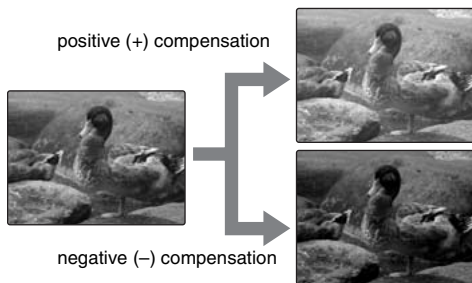 positive (+) compensation
negative (–) compensation